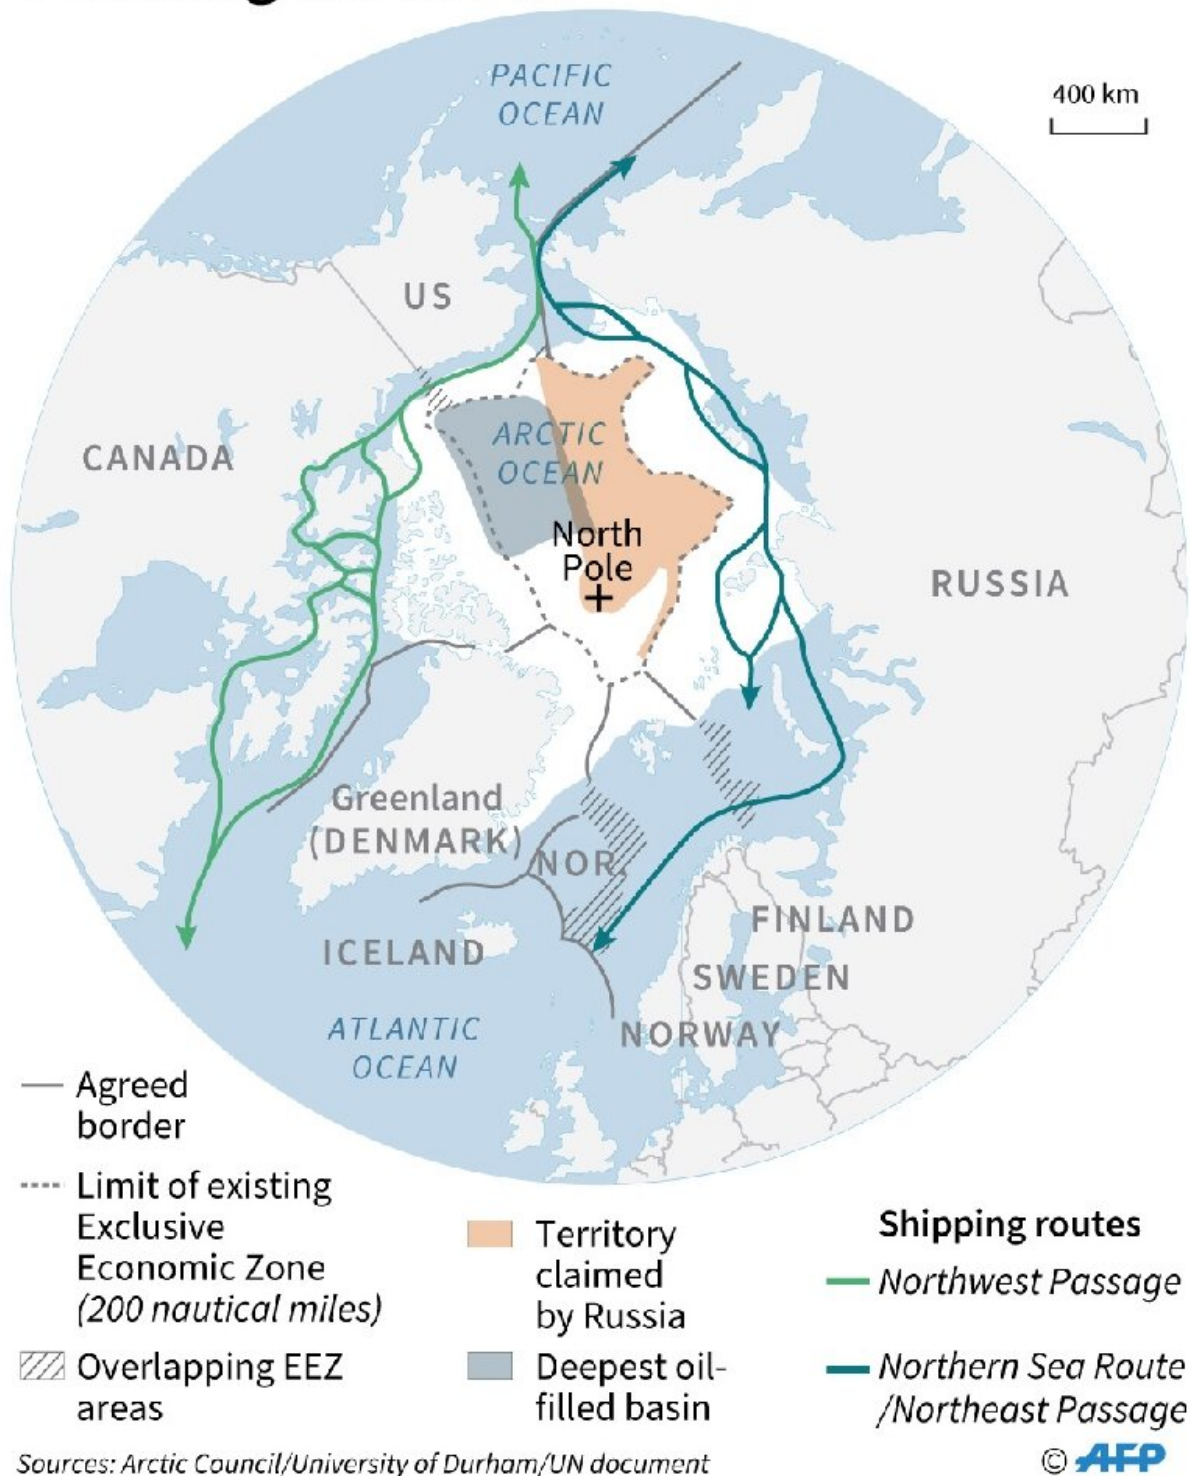 PACIFIC
OCEAN
400 km
US
CANADA
ARCTIC
OCEAN
North
Pole
+
RUSSIA
Greenland
(DENMARK)
NOR.
FINLAND
ICELAND
SWEDEN
NORWAY
ATLANTIC
OCEAN
Agreed
border
Limit of existing
Exclusive
Economic Zone
(200 nautical miles)
Overlapping EEZ
areas
Territory
claimed
by Russia
Deepest oil-
filled basin
Shipping routes
Northwest Passage
Northern Sea Route
/Northeast Passage
Sources: Arctic Council/University of Durham/UN document
© AFP